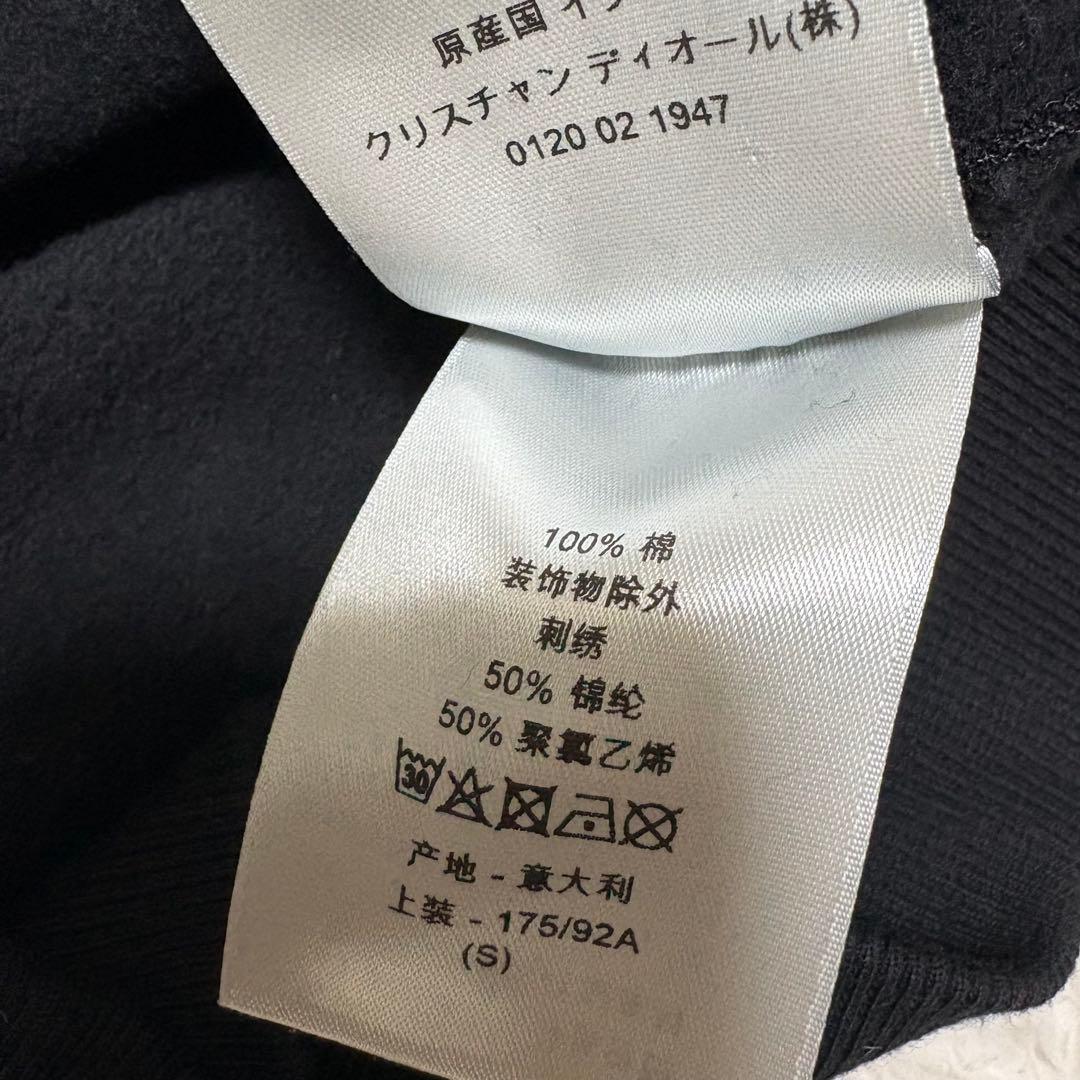 原産国 イタ
クリスチャン ディオール(株)
0120 02 1947
100% 棉
装饰物除外
刺绣
50% 锦纶
50% 聚氯乙烯
30
产地 - 意大利
上装 - 175/92A
(S)